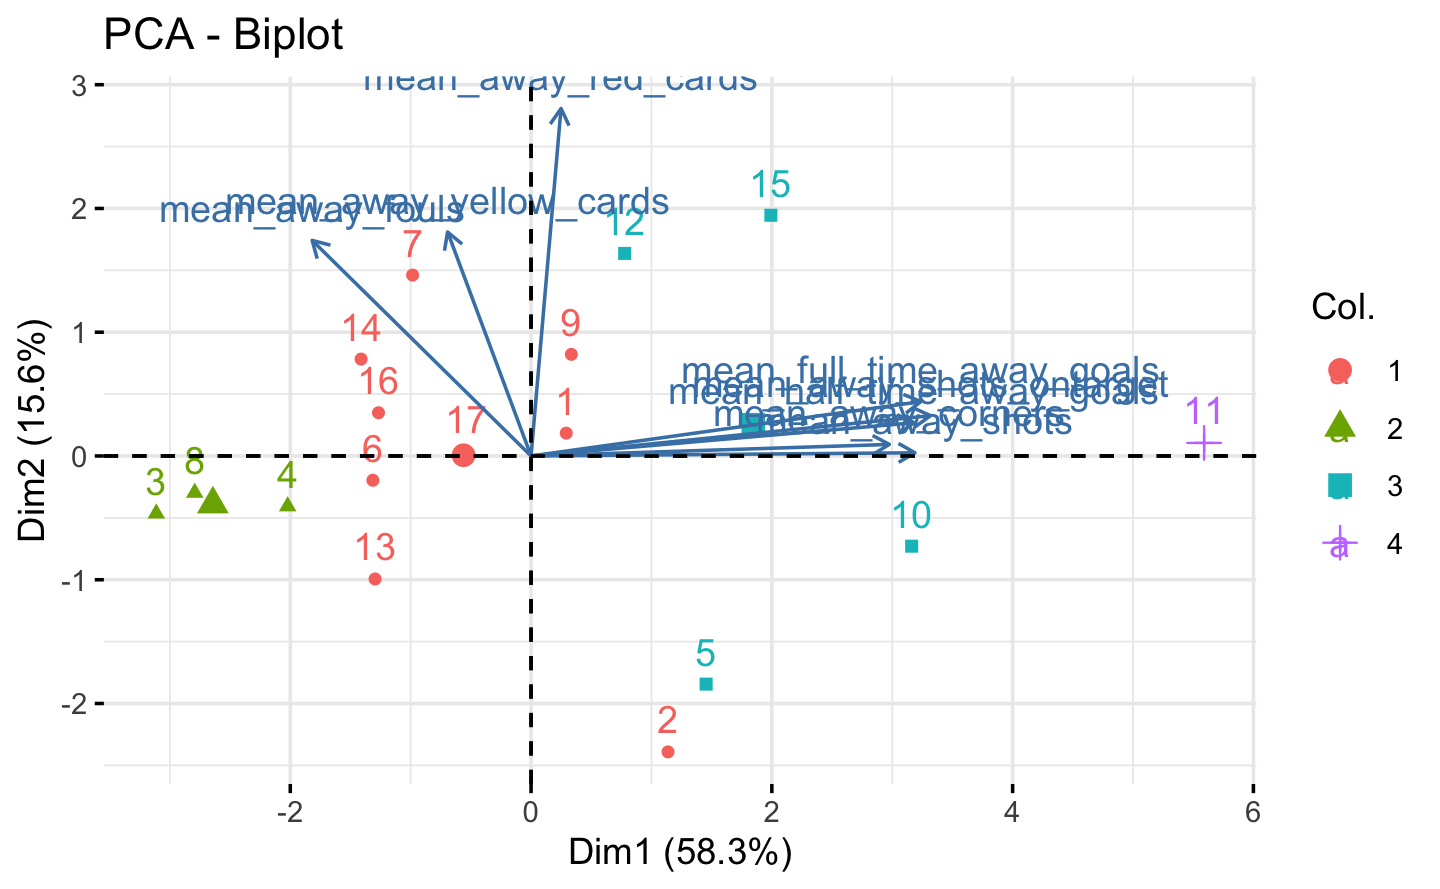 PCA - Biplot
mean_away_red_cards
mean_away_yellow_cards
mean_away_fouls
mean_full_time_away_goals
mean_away_shots_on_target
mean_half_time_away_goals
mean_away_corners
mean_away_shots
15
12
7
9
14
16
1
17
11
6
8
3
4
10
13
5
2
3
2
1
0
-1
-2
-2
0
2
4
6
Dim1 (58.3%)
Dim2 (15.6%)
Col.
a 1
a 2
a 3
a 4